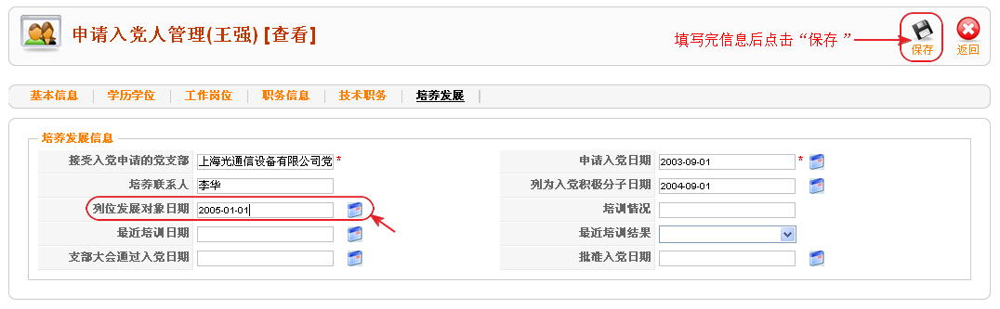 申请入党人管理(王强) [查看]
填写完信息后点击“保存 ”
保存
返回
基本信息 | 学历学位 | 工作岗位 | 职务信息 | 技术职务 | 培养发展 |
培养发展信息
接受入党申请的党支部 上海光通信设备有限公司党 * 申请入党日期 2003-09-01 *
培养联系人 李华 列为入党积极分子日期 2004-09-01
列位发展对象日期 2005-01-01 培训情况
最近培训日期 最近培训结果
支部大会通过入党日期 批准入党日期